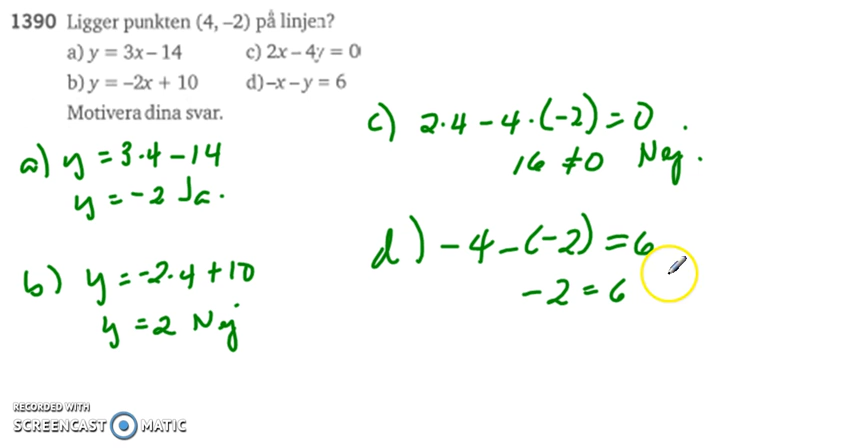 1390 Ligger punkten (4, –2) på linjen?
a) y = 3x – 14 c) 2x – 4y = 0
b) y = –2x + 10 d) –x – y = 6
Motivera dina svar.
a) y = 3·4 – 14
y = –2 Ja.
b) y = –2·4 + 10
y = 2 Nej
c) 2·4 – 4·(–2) = 0 .
16 ≠ 0 Nej.
d) – 4 – (–2) = 6
– 2 = 6
RECORDED WITH
SCREENCAST MATIC